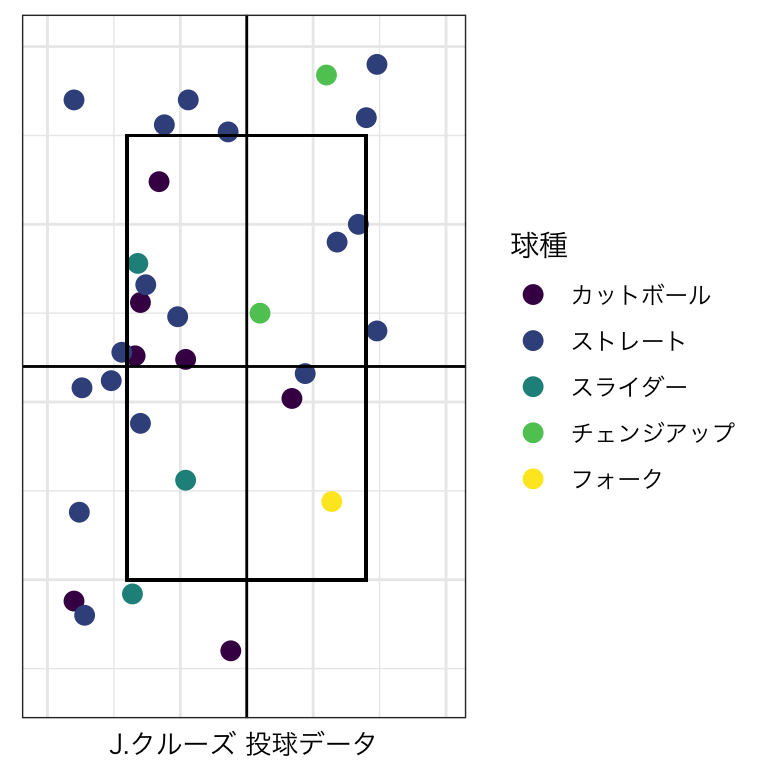 球種
カットボール
ストレート
スライダー
チェンジアップ
フォーク
J.クルーズ 投球データ